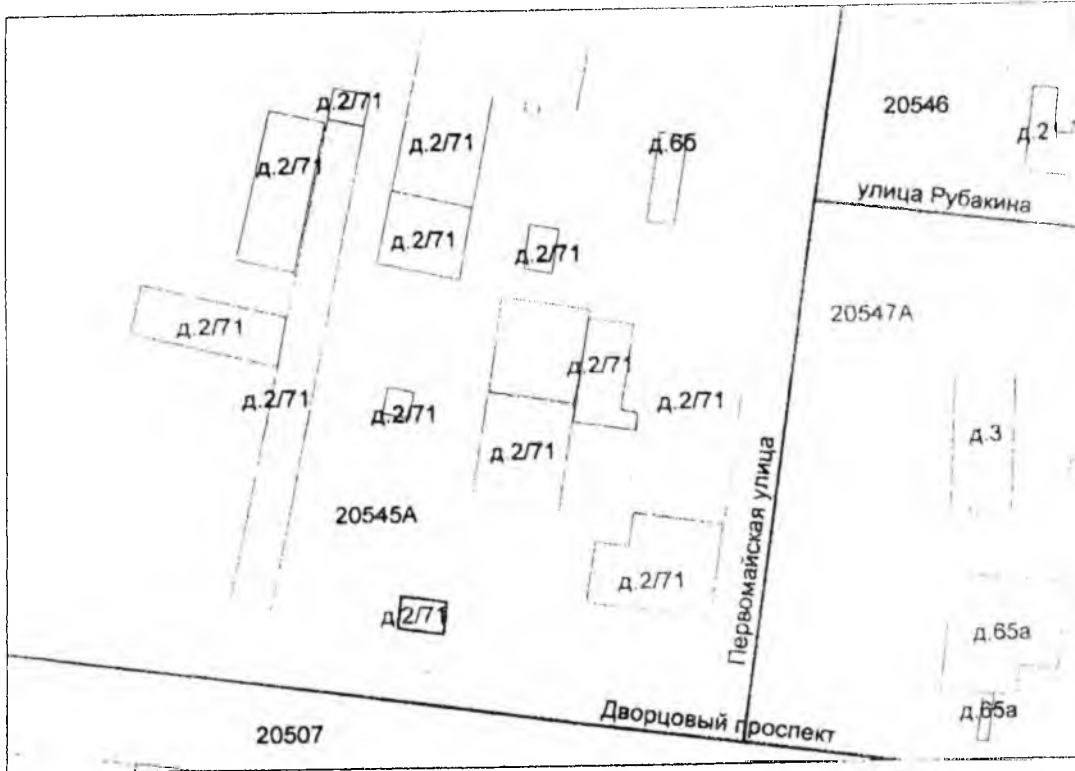 д.2/71
20546
д.2
д.2/71
д.2/71
д.65
улица Рубакина
д.2/71
д.2/71
20547А
д.2/71
д.2/71
д.2/71
д.2/71
д.2/71
д.2/71
д.3
20545А
Первомайская улица
д.2/71
д.2/71
д.65а
д.65а
Дворцовый проспект
20507